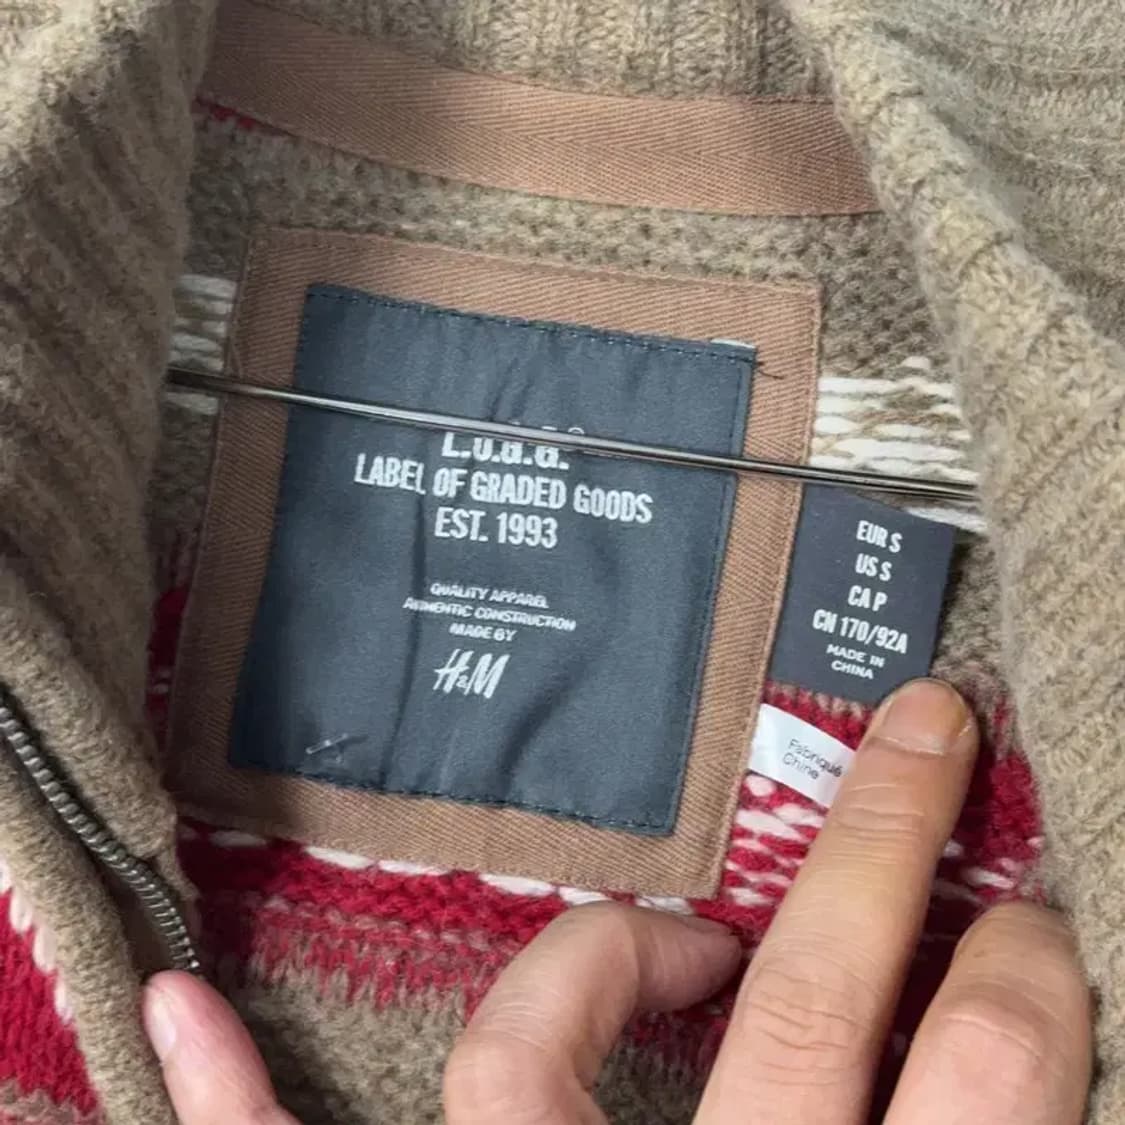 L.O.G.G.
LABEL OF GRADED GOODS
EST. 1993
QUALITY APPAREL
AUTHENTIC CONSTRUCTION
MADE BY
H&M
EUR S
US S
CA P
CN 170/92A
MADE IN
CHINA
Fabriqué
Chine